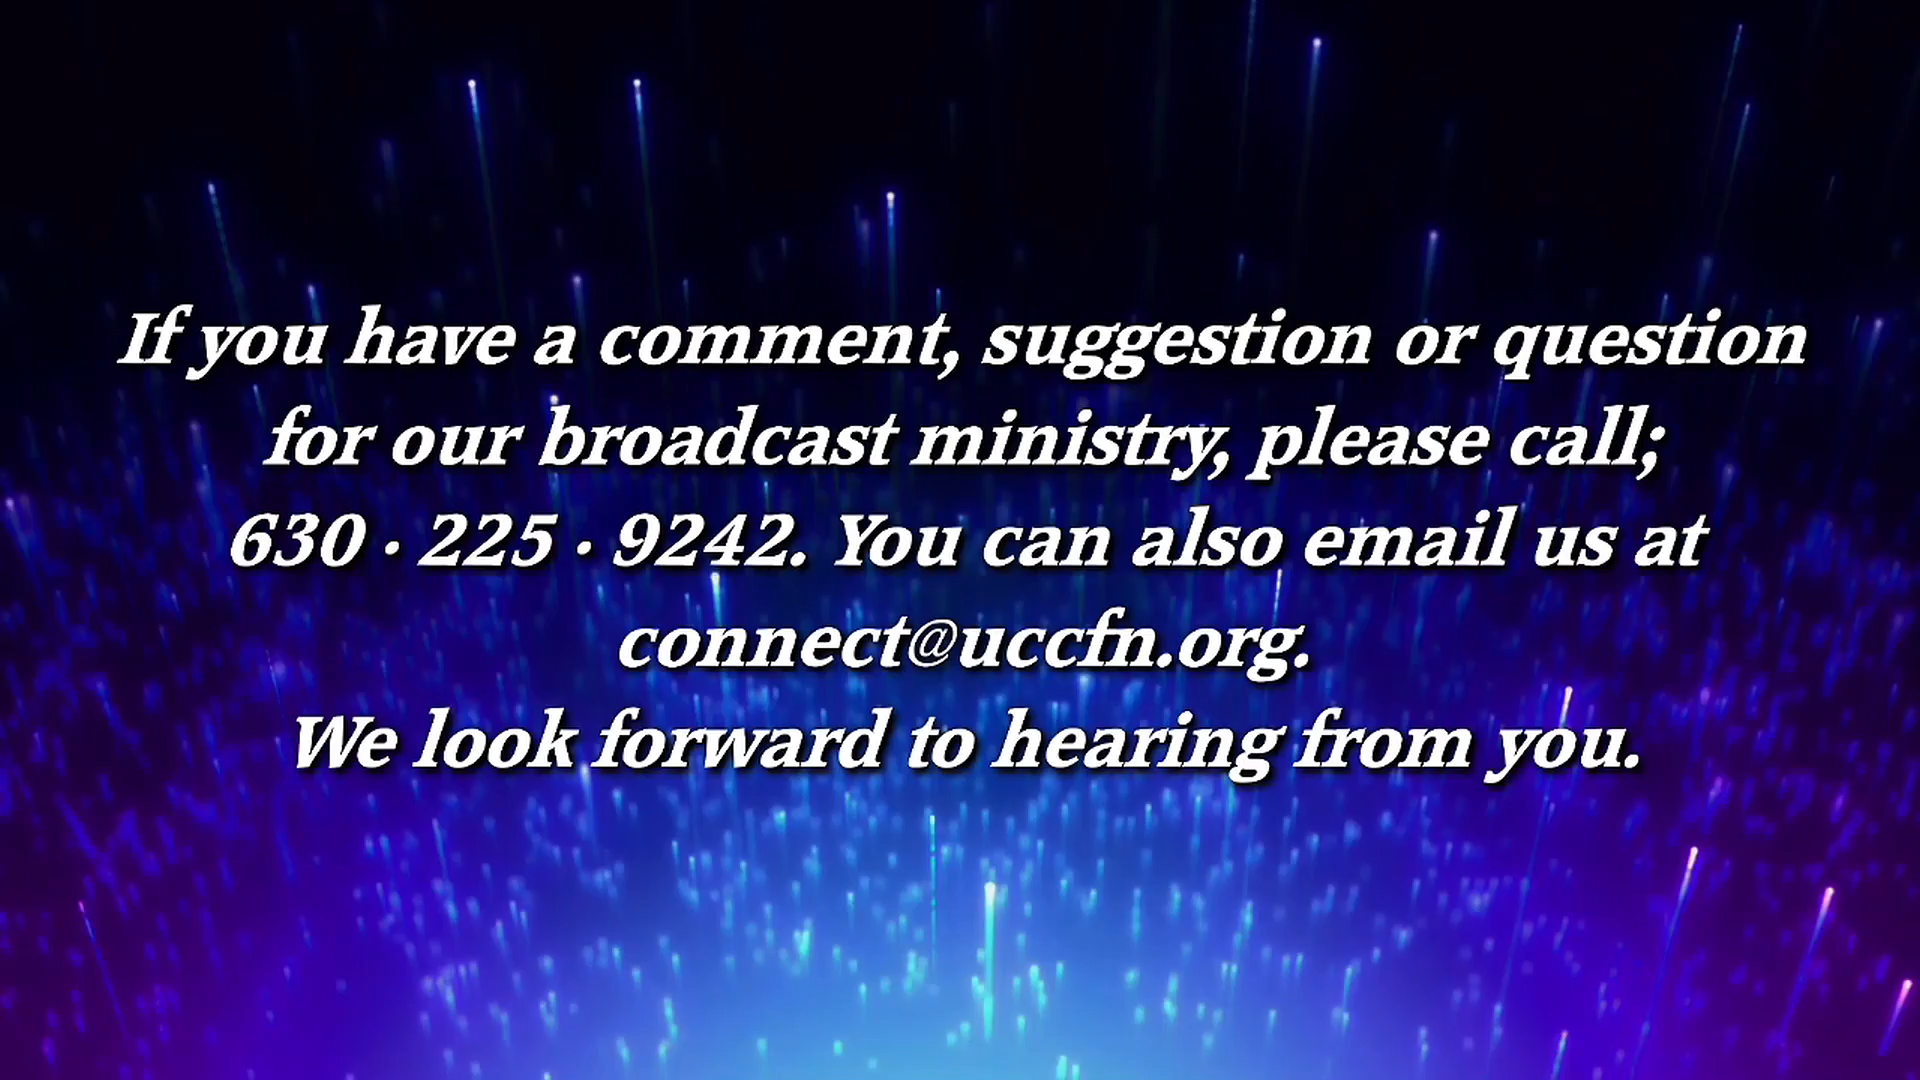 If you have a comment, suggestion or question
for our broadcast ministry, please call;
630 · 225 · 9242. You can also email us at
connect@uccfn.org.
We look forward to hearing from you.